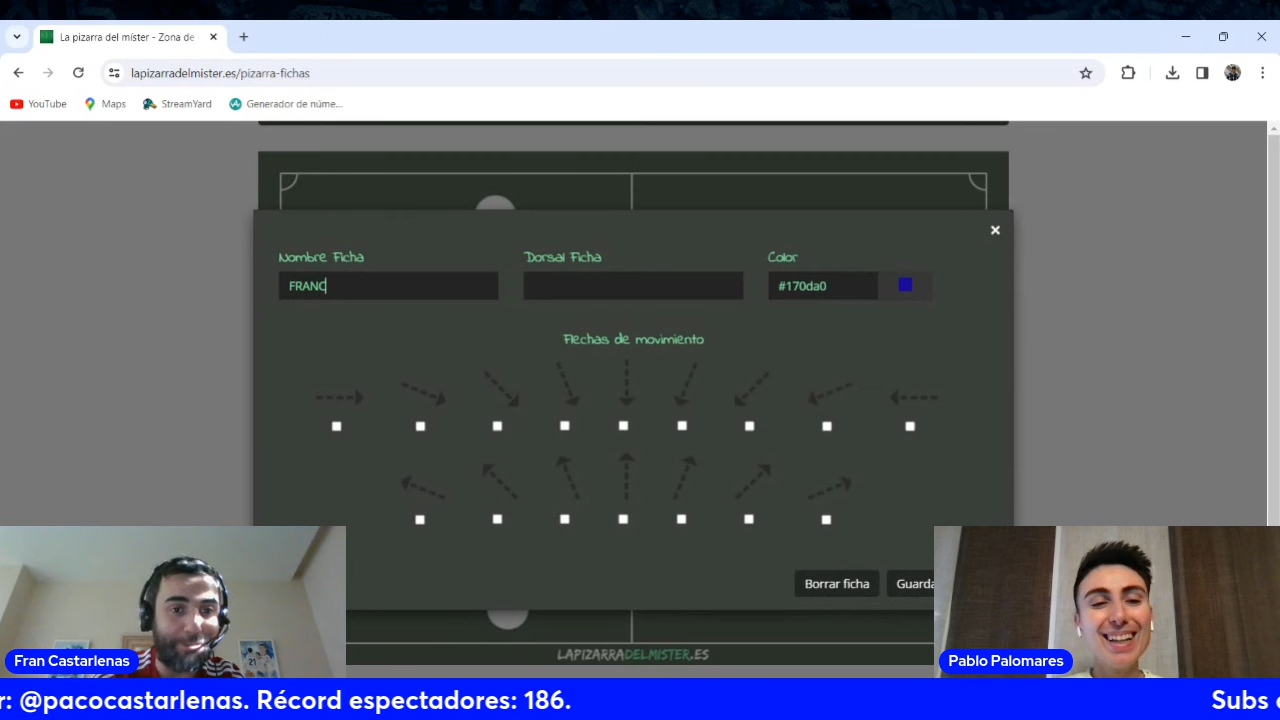 La pizarra del míster - Zona de
lapizarradelmister.es/pizarra-fichas
YouTube Maps StreamYard Generador de núme...
Nombre Ficha Dorsal Ficha Color
FRANC #170da0
Flechas de movimiento
Borrar ficha Guarda
LAPIZARRADELMISTER.ES
Fran Castarlenas Pablo Palomares
r: @pacocastarlenas. Récord espectadores: 186. Subs